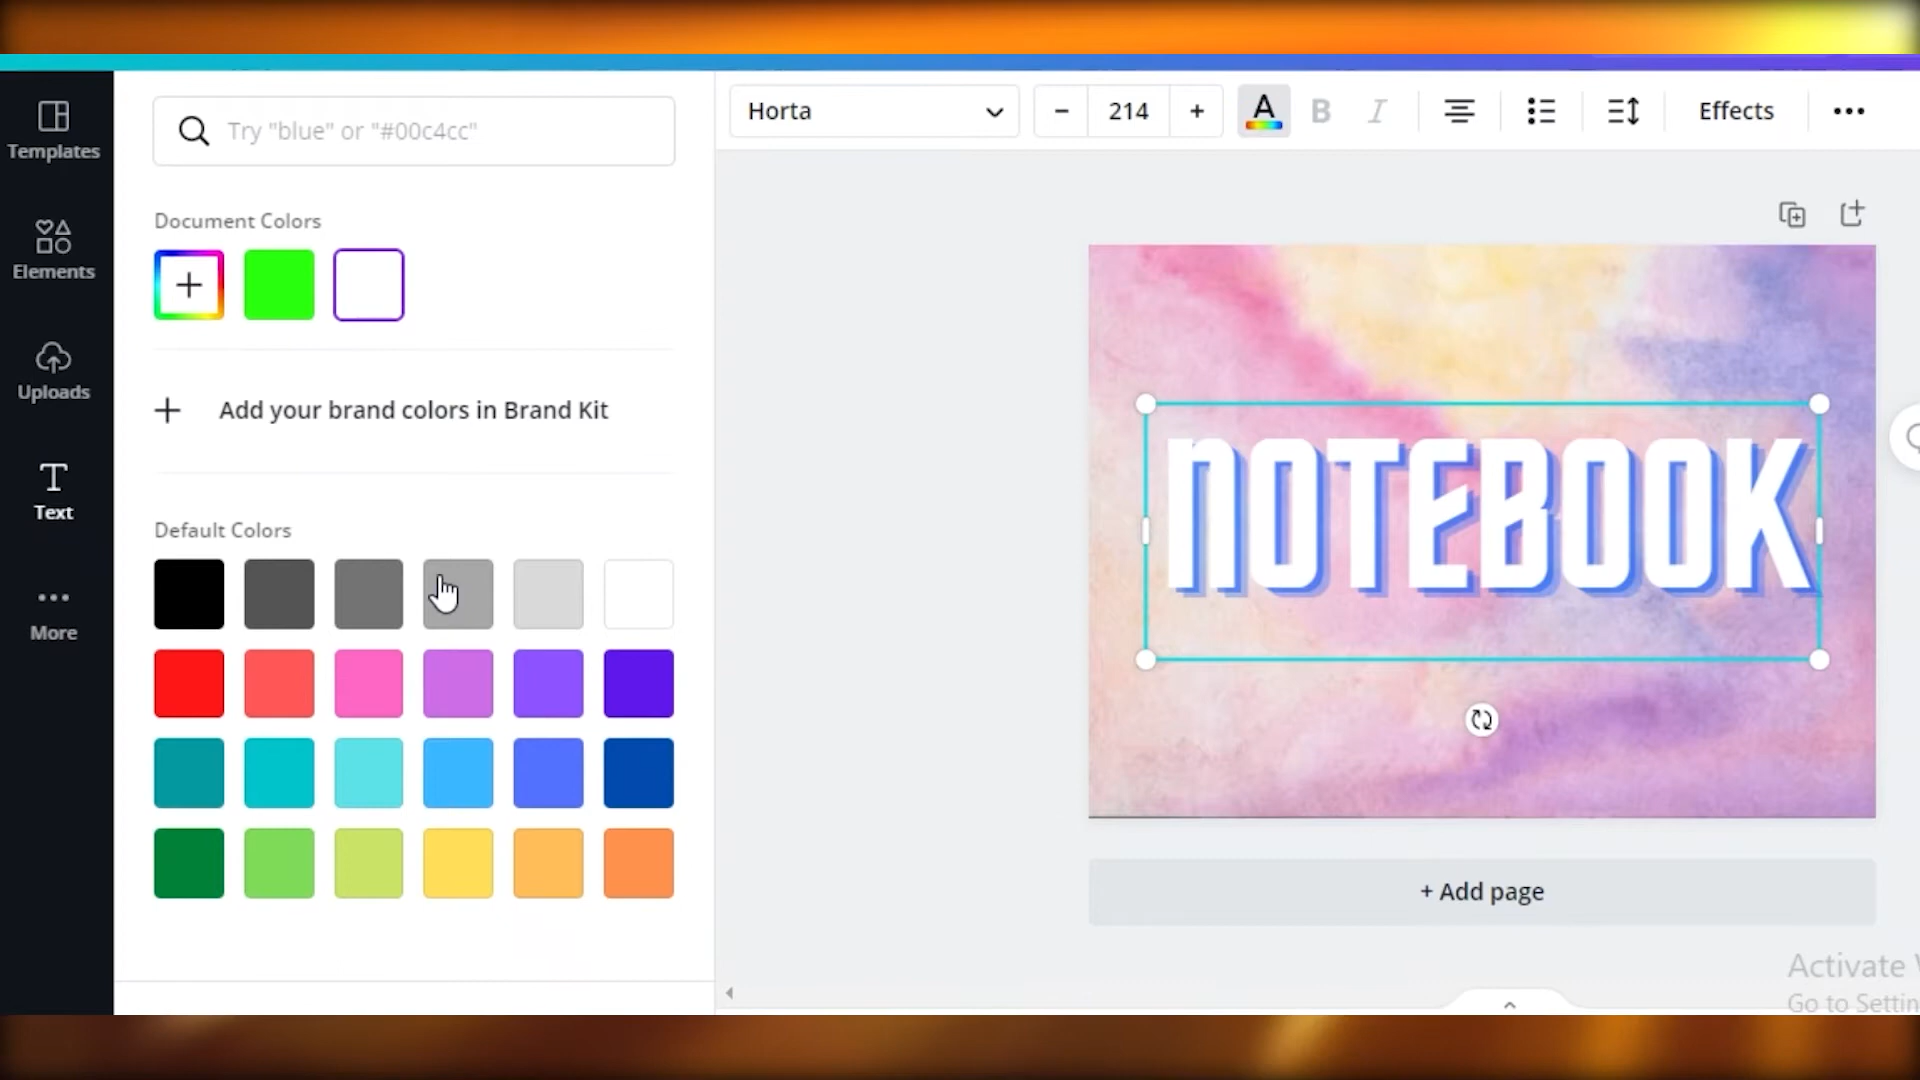 Templates
Elements
Uploads
Text
More
Try "blue" or "#00c4cc"
Document Colors
Add your brand colors in Brand Kit
Default Colors
Horta
214
A
B
I
Effects
NOTEBOOK
+ Add page
Activate
Go to